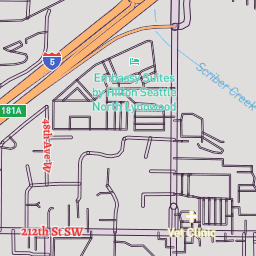 5
Embassy Suites
by Hilton Seattle
North Lynnwood
Scriber Creek
181A
48th Ave W
Vet Clinic
212th St SW